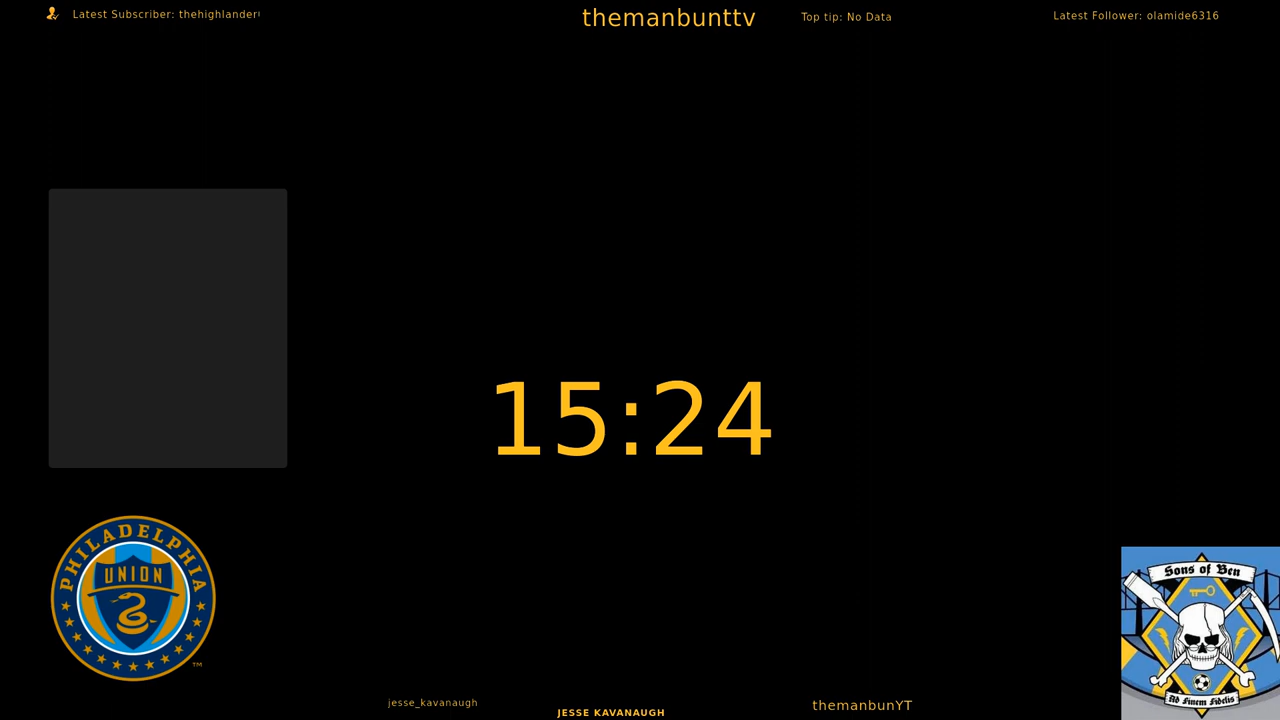 Latest Subscriber: thehighlander
themanbunttv
Top tip: No Data
Latest Follower: olamide6316
15:24
PHILADELPHIA
UNION
TM
Sons of Ben
Ad Finem Fidelis
jesse_kavanaugh
JESSE KAVANAUGH
themanbunYT